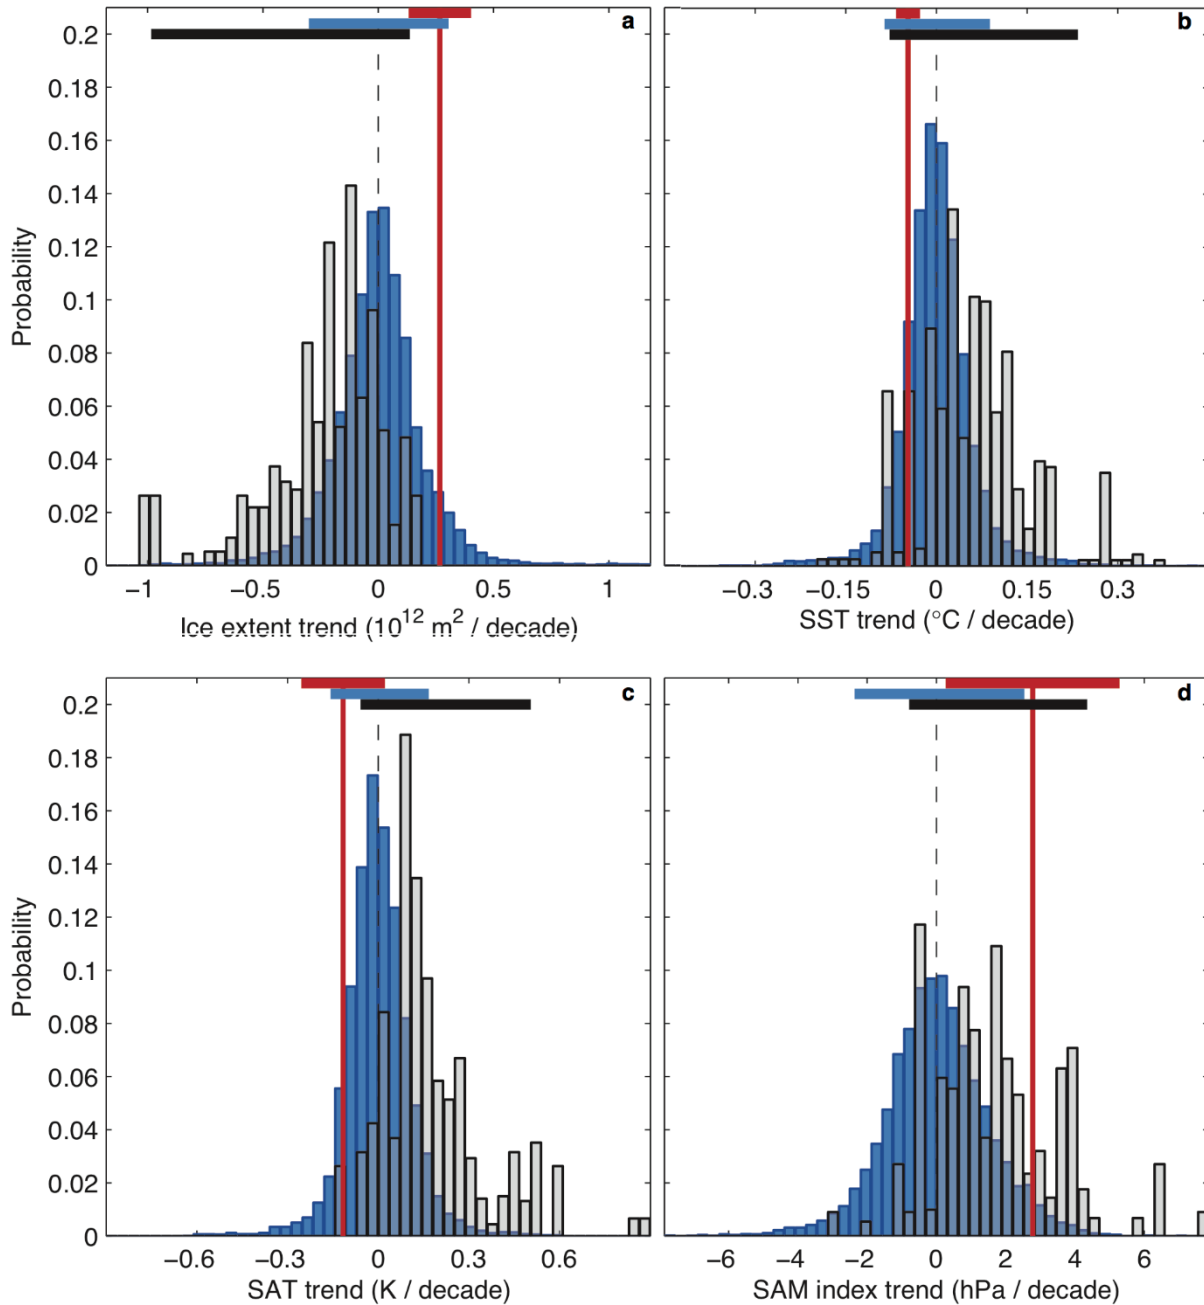 a
0.2
0.18
0.16
0.14
0.12
0.1
0.08
0.06
0.04
0.02
0
Probability
−1 −0.5 0 0.5 1
Ice extent trend (10¹² m² / decade)
b
−0.3 −0.15 0 0.15 0.3
SST trend (°C / decade)
c
0.2
0.18
0.16
0.14
0.12
0.1
0.08
0.06
0.04
0.02
0
Probability
−0.6 −0.3 0 0.3 0.6
SAT trend (K / decade)
d
−6 −4 −2 0 2 4 6
SAM index trend (hPa / decade)